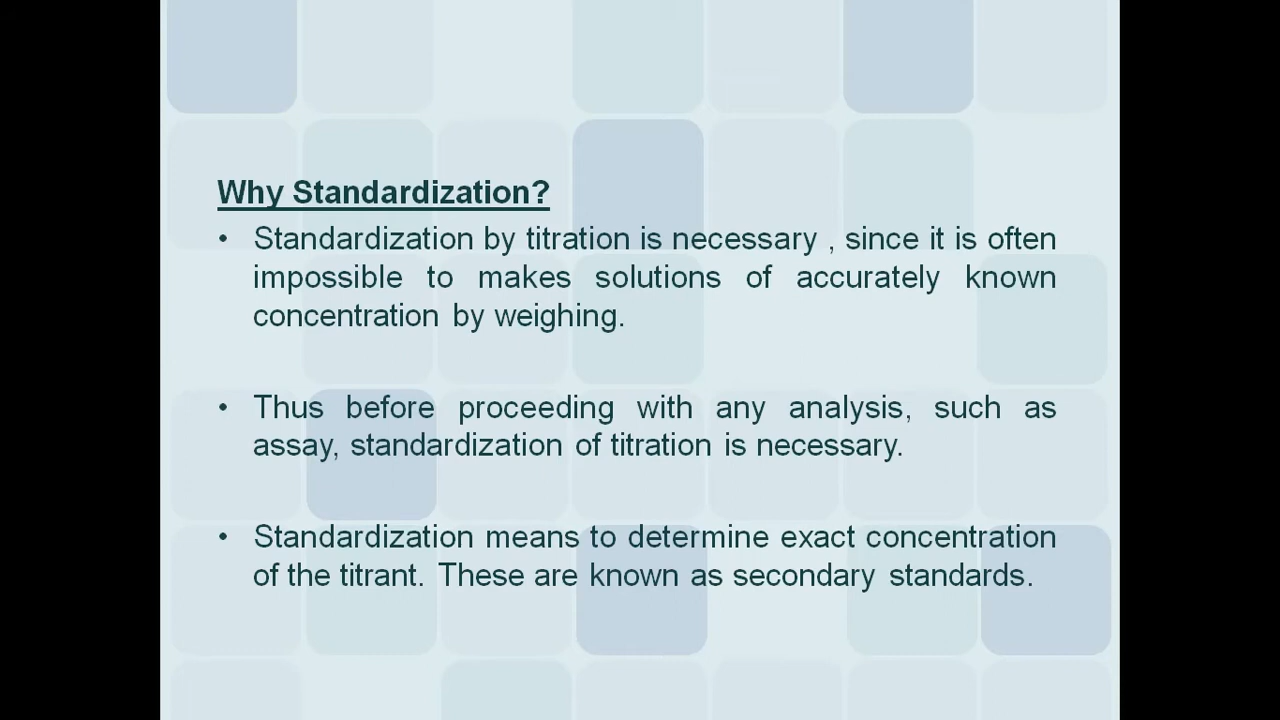 Why Standardization?
• Standardization by titration is necessary , since it is often
impossible to makes solutions of accurately known
concentration by weighing.
• Thus before proceeding with any analysis, such as
assay, standardization of titration is necessary.
• Standardization means to determine exact concentration
of the titrant. These are known as secondary standards.